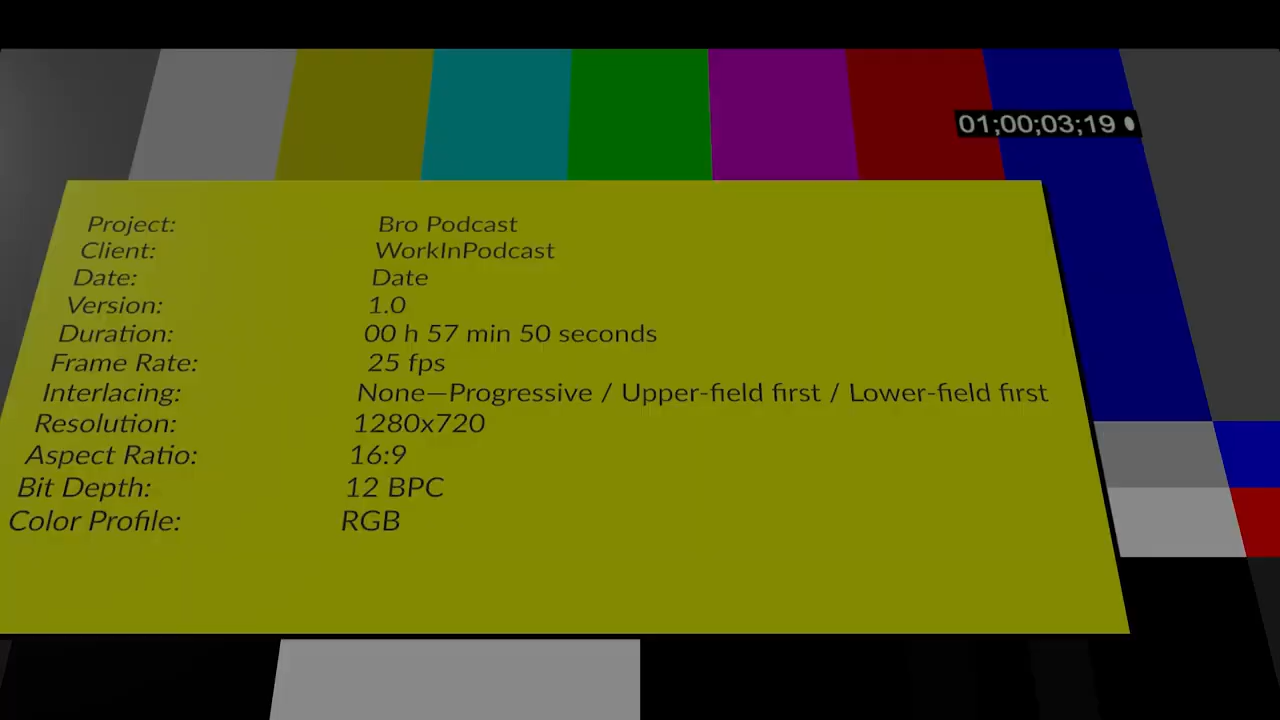 01;00;03;19
Project: Bro Podcast
Client: WorkInPodcast
Date: Date
Version: 1.0
Duration: 00 h 57 min 50 seconds
Frame Rate: 25 fps
Interlacing: None—Progressive / Upper-field first / Lower-field first
Resolution: 1280x720
Aspect Ratio: 16:9
Bit Depth: 12 BPC
Color Profile: RGB